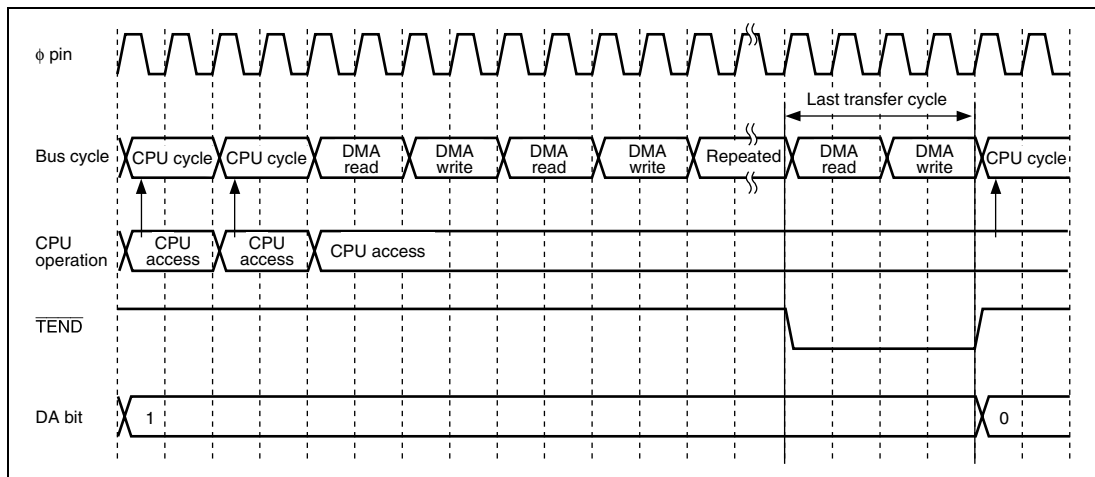 φ pin
Last transfer cycle
Bus cycle
CPU cycle
CPU cycle
DMA
read
DMA
write
DMA
read
DMA
write
Repeated
DMA
read
DMA
write
CPU cycle
CPU
operation
CPU
access
CPU
access
CPU access
TEND
DA bit
1
0